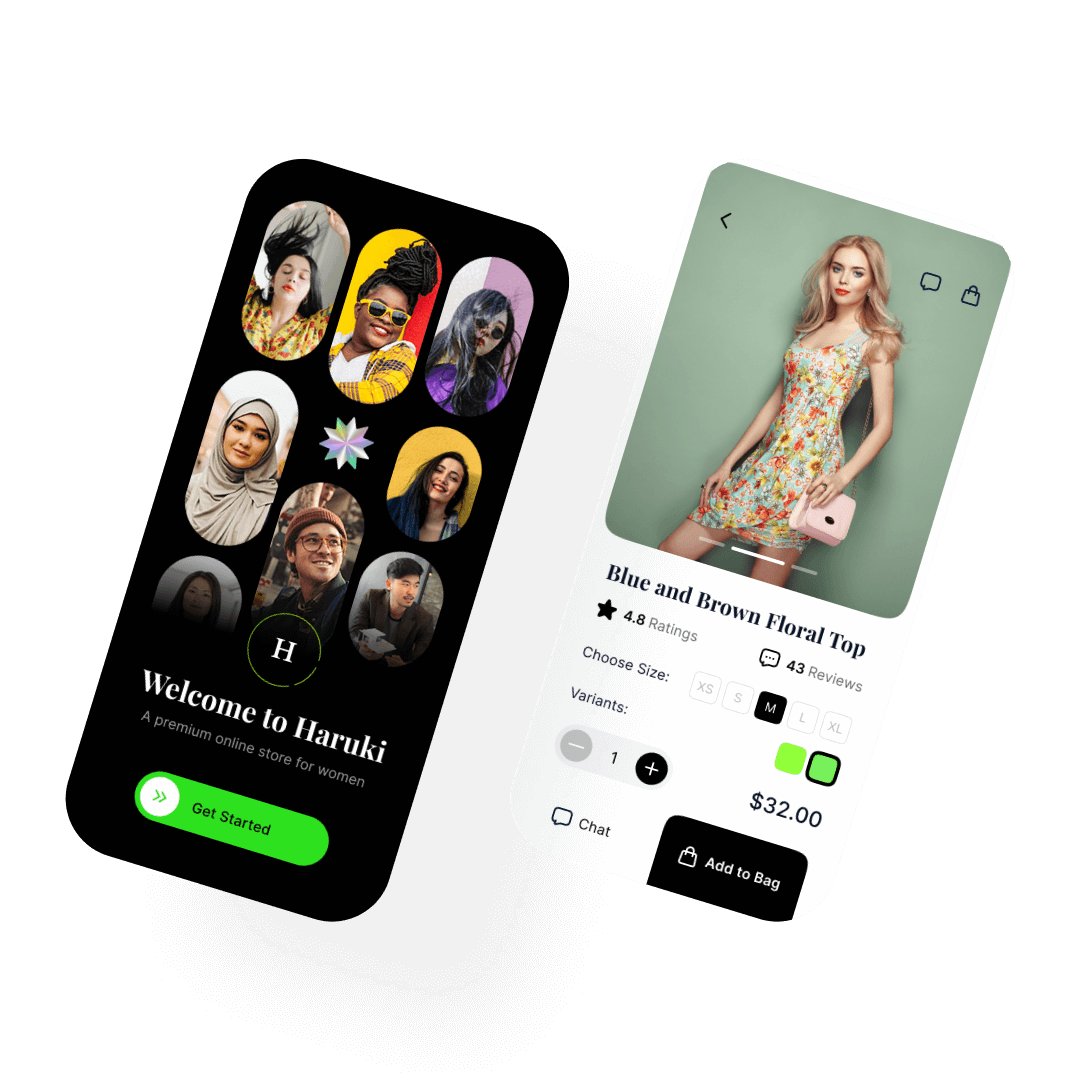 H
Welcome to Haruki
A premium online store for women
Get Started
Blue and Brown Floral Top
4.8 Ratings
43 Reviews
Choose Size:
XS S M L XL
Variants:
1
$32.00
Chat
Add to Bag